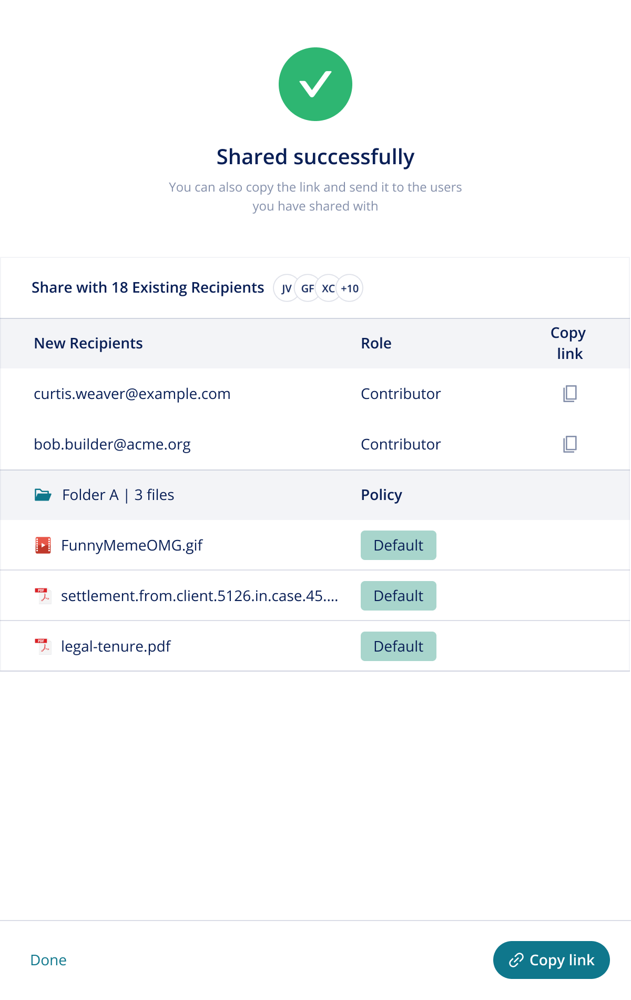 Shared successfully
You can also copy the link and send it to the users
you have shared with
Share with 18 Existing Recipients JV GF XC +10
New Recipients Role Copy link
curtis.weaver@example.com Contributor
bob.builder@acme.org Contributor
Folder A | 3 files Policy
FunnyMemeOMG.gif Default
PDF settlement.from.client.5126.in.case.45.... Default
PDF legal-tenure.pdf Default
Done Copy link